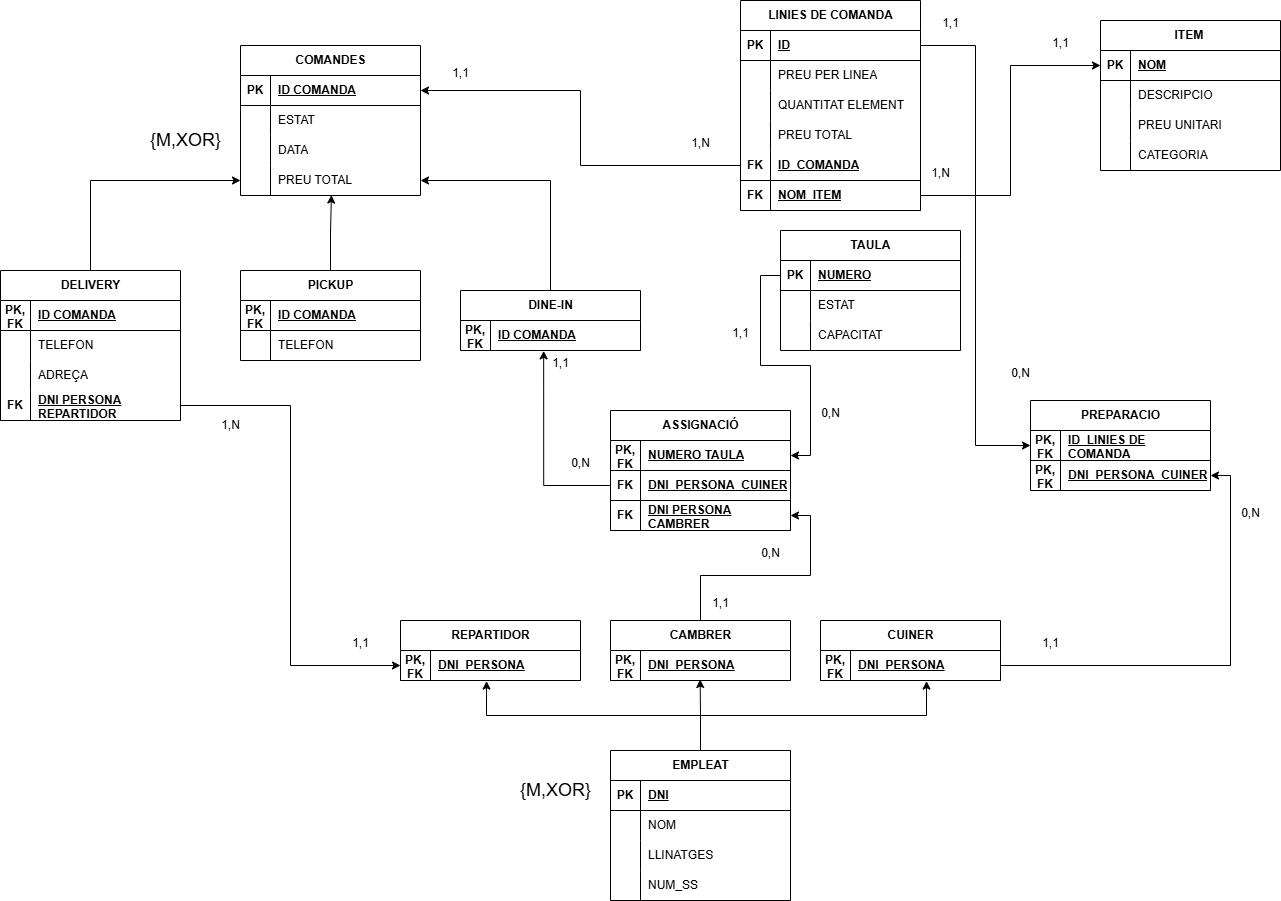 COMANDES
PK ID COMANDA
ESTAT
DATA
PREU TOTAL
{M,XOR}
1,1
1,N
LINIES DE COMANDA
PK ID
PREU PER LINEA
QUANTITAT ELEMENT
PREU TOTAL
FK ID_COMANDA
FK NOM_ITEM
1,1
1,1
1,N
ITEM
PK NOM
DESCRIPCIO
PREU UNITARI
CATEGORIA
DELIVERY
PK,
FK ID COMANDA
TELEFON
ADREÇA
FK DNI PERSONA
REPARTIDOR
1,N
PICKUP
PK,
FK ID COMANDA
TELEFON
DINE-IN
PK,
FK ID COMANDA
1,1
TAULA
PK NUMERO
ESTAT
CAPACITAT
1,1
0,N
0,N
ASSIGNACIÓ
PK,
FK NUMERO TAULA
FK DNI_PERSONA_CUINER
FK DNI PERSONA
CAMBRER
0,N
0,N
PREPARACIO
PK,
FK ID_LINIES DE
COMANDA
PK,
FK DNI_PERSONA_CUINER
0,N
1,1
1,1
1,1
REPARTIDOR
PK,
FK DNI_PERSONA
CAMBRER
PK,
FK DNI_PERSONA
CUINER
PK,
FK DNI_PERSONA
{M,XOR}
EMPLEAT
PK DNI
NOM
LLINATGES
NUM_SS